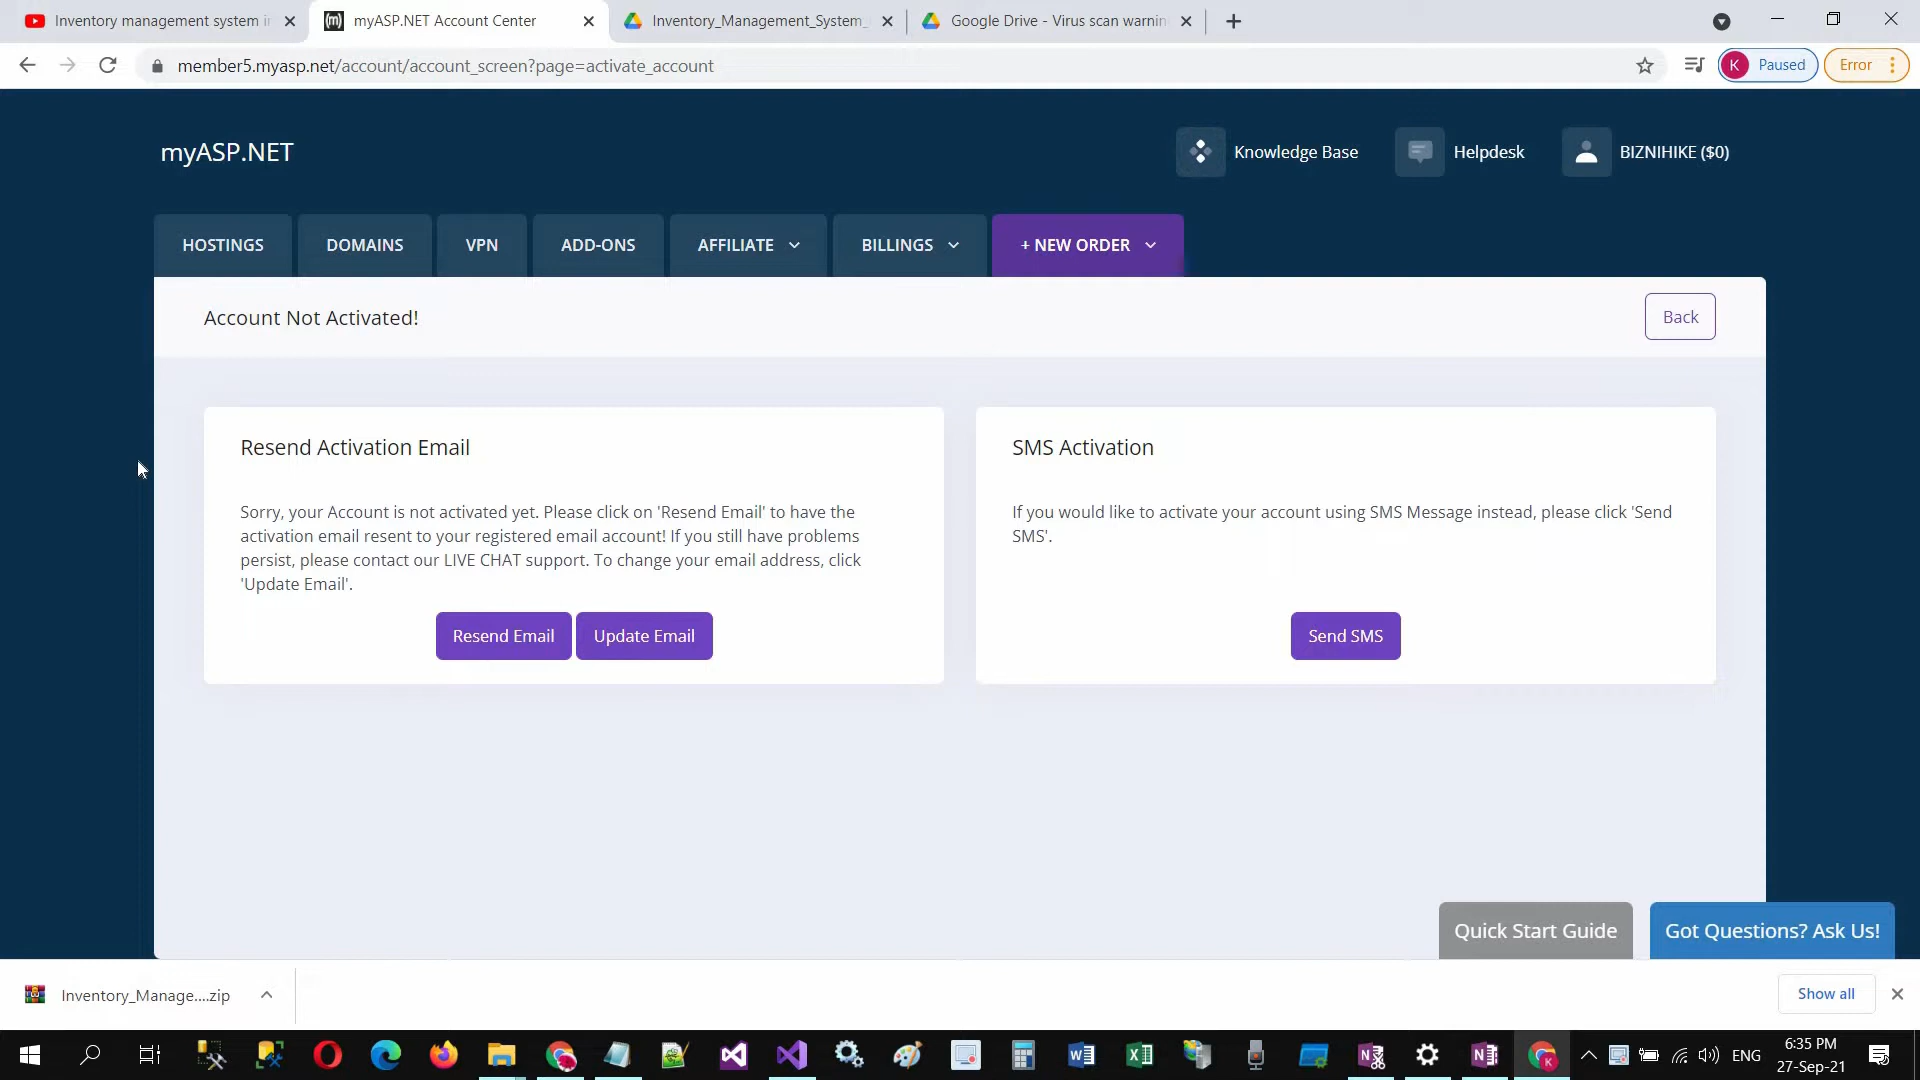 Inventory management system i
myASP.NET Account Center
Inventory_Management_System_
Google Drive - Virus scan warnin
member5.myasp.net/account/account_screen?page=activate_account
K
Paused
Error
myASP.NET
Knowledge Base
Helpdesk
BIZNIHIKE ($0)
HOSTINGS
DOMAINS
VPN
ADD-ONS
AFFILIATE
BILLINGS
+ NEW ORDER
Account Not Activated!
Back
Resend Activation Email
Sorry, your Account is not activated yet. Please click on 'Resend Email' to have the
activation email resent to your registered email account! If you still have problems
persist, please contact our LIVE CHAT support. To change your email address, click
'Update Email'.
Resend Email
Update Email
SMS Activation
If you would like to activate your account using SMS Message instead, please click 'Send
SMS'.
Send SMS
Quick Start Guide
Got Questions? Ask Us!
Inventory_Manage....zip
Show all
ENG
6:35 PM
27-Sep-21